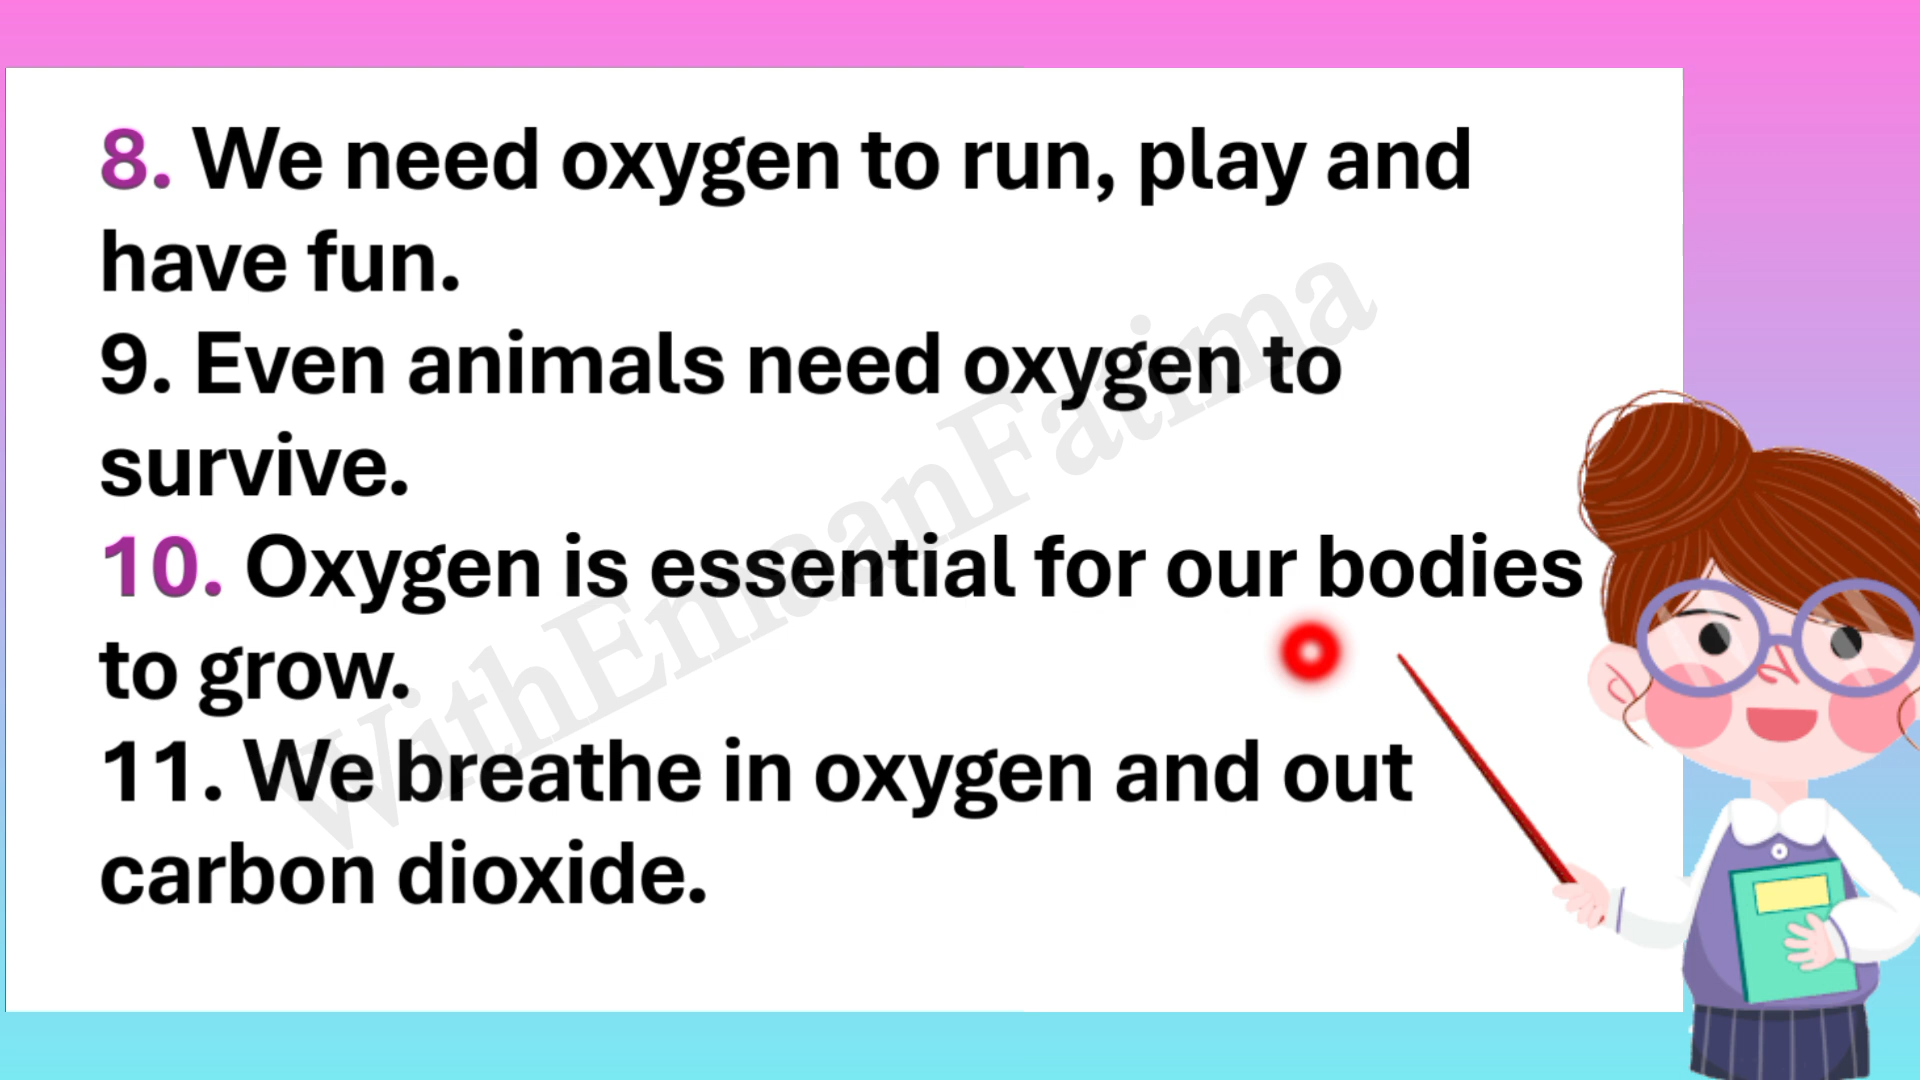 8. We need oxygen to run, play and
have fun.
9. Even animals need oxygen to
survive.
10. Oxygen is essential for our bodies
to grow.
11. We breathe in oxygen and out
carbon dioxide.
WithEmaanFatima